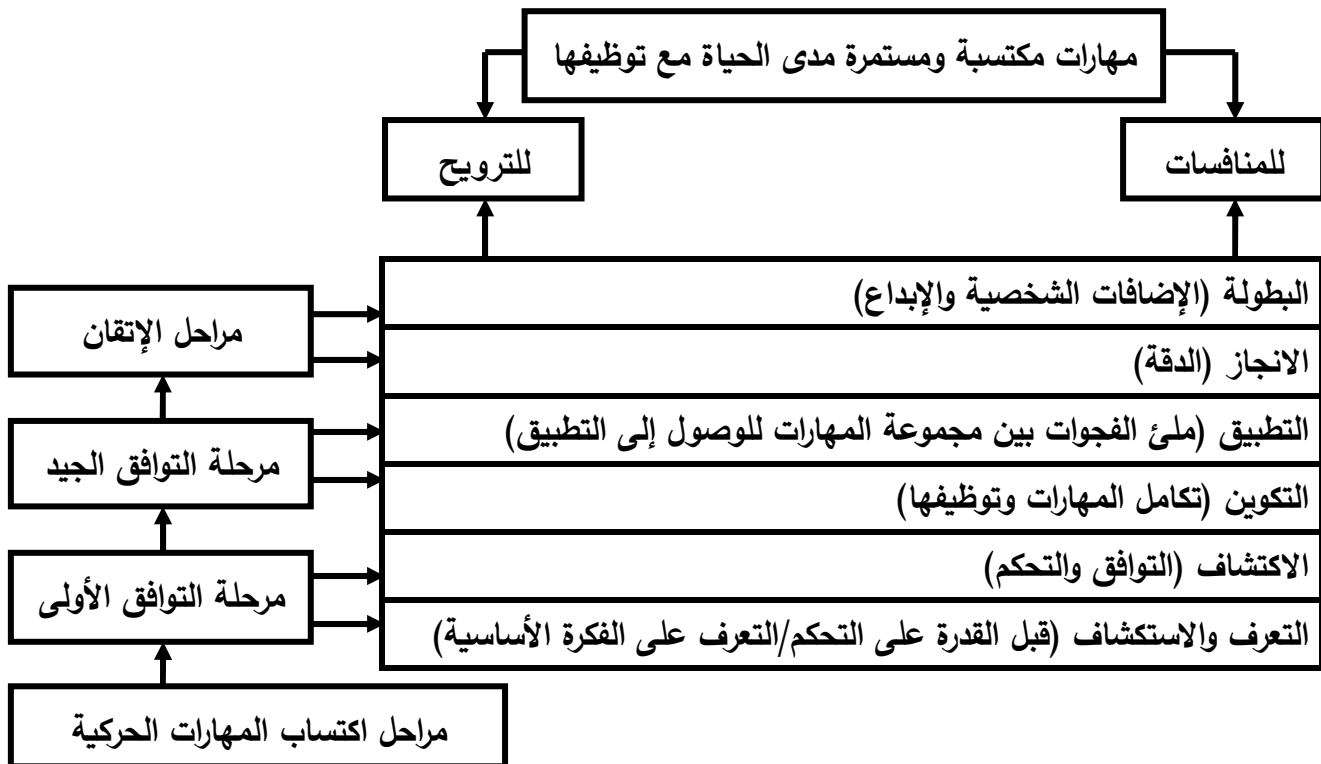 مهارات مكتسبة ومستمرة مدى الحياة مع توظيفها
للمنافسات
للترويح
البطولة (الإضافات الشخصية والإبداع)
الانجاز (الدقة)
التطبيق (ملئ الفجوات بين مجموعة المهارات للوصول إلى التطبيق)
التكوين (تكامل المهارات وتوظيفها)
الاكتشاف (التوافق والتحكم)
التعرف والاستكشاف (قبل القدرة على التحكم/التعرف على الفكرة الأساسية)
مراحل الإتقان
مرحلة التوافق الجيد
مرحلة التوافق الأولى
مراحل اكتساب المهارات الحركية